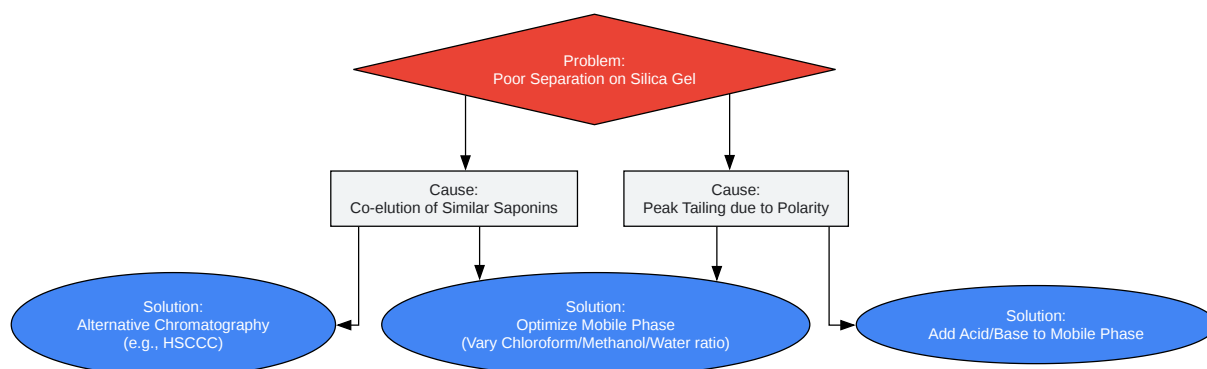 Problem:
Poor Separation on Silica Gel
Cause:
Co-elution of Similar Saponins
Cause:
Peak Tailing due to Polarity
Solution:
Alternative Chromatography
(e.g., HSCCC)
Solution:
Optimize Mobile Phase
(Vary Chloroform/Methanol/Water ratio)
Solution:
Add Acid/Base to Mobile Phase